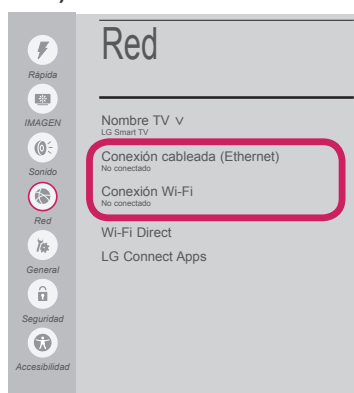 Rápida
IMAGEN
Sonido
Red
General
Seguridad
Accesibilidad
Red
Nombre TV ∨
LG Smart TV
Conexión cableada (Ethernet)
No conectado
Conexión Wi-Fi
No conectado
Wi-Fi Direct
LG Connect Apps